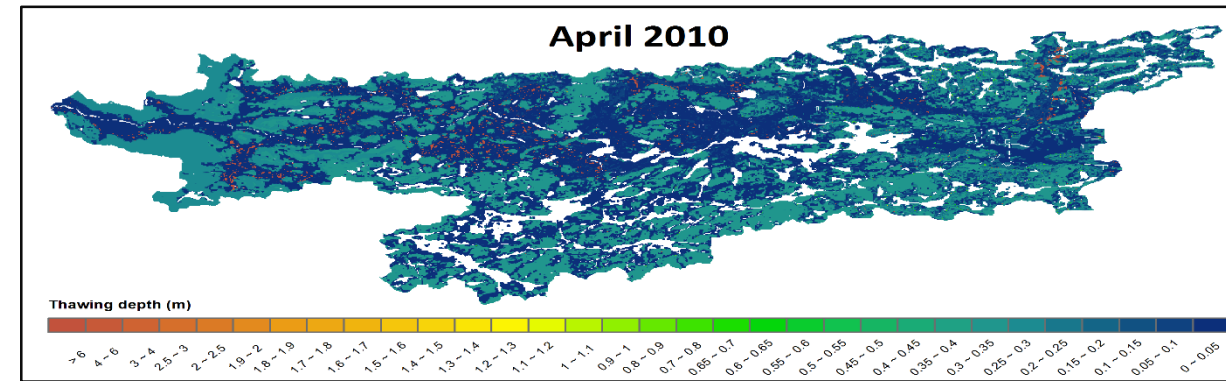 April 2010
Thawing depth (m)
> 6
4 ~ 6
3 ~ 4
2.5 ~ 3
2 ~ 2.5
1.9 ~ 2
1.8 ~ 1.9
1.7 ~ 1.8
1.6 ~ 1.7
1.5 ~ 1.6
1.4 ~ 1.5
1.3 ~ 1.4
1.2 ~ 1.3
1.1 ~ 1.2
1 ~ 1.1
0.9 ~ 1
0.8 ~ 0.9
0.7 ~ 0.8
0.65 ~ 0.7
0.6 ~ 0.65
0.55 ~ 0.6
0.5 ~ 0.55
0.45 ~ 0.5
0.4 ~ 0.45
0.35 ~ 0.4
0.3 ~ 0.35
0.25 ~ 0.3
0.2 ~ 0.25
0.15 ~ 0.2
0.1 ~ 0.15
0.05 ~ 0.1
0 ~ 0.05